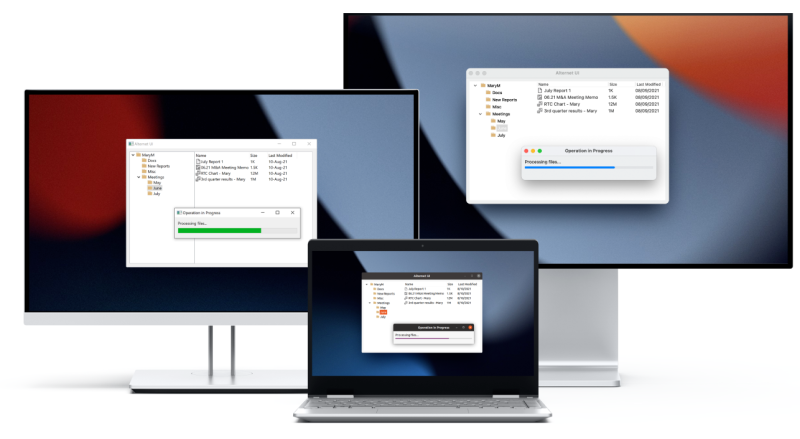 Alternet UI
Name Size Last Modified
MaryM
July Report 1 1K 08/09/2021
Docs
06.21 M&A Meeting Memo 1.5K 08/09/2021
New Reports
RTC Chart - Mary 12M 08/09/2021
Misc
3rd quarter results - Mary 1M 08/09/2021
Meetings
May
July
Operation in Progress
Processing files...
Alternet UI
MaryM Name Size Last Modified
Docs July Report 1 1K 10-Aug-21
New Reports 06.21 M&A Meeting Memo 1.5K 10-Aug-21
Misc RTC Chart - Mary 12M 10-Aug-21
Meetings 3rd quarter results - Mary 1M 10-Aug-21
May
June
July
Operation in Progress
Processing files...
Alternet UI
MaryM Name Size Last Modified
Docs July Report 1 1K 8/10/2021
New Reports 06.21 M&A Meeting Memo 1.5K 8/10/2021
Misc RTC Chart - Mary 12M 8/10/2021
Meetings 3rd quarter results - Mary 1M 8/10/2021
May
June
July
Operation in Progress
Processing files...